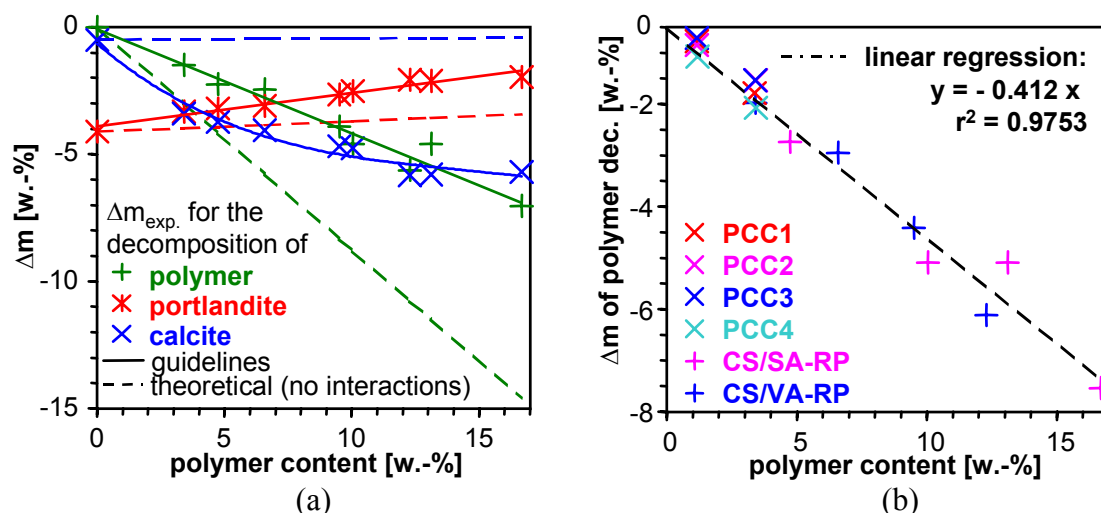 0
-5
-10
-15
Δm [w.-%]
Δm_exp. for the
decomposition of
polymer
portlandite
calcite
guidelines
theoretical (no interactions)
0
5
10
15
polymer content [w.-%]
(a)
0
-2
-4
-6
-8
Δm of polymer dec. [w.-%]
linear regression:
y = - 0.412 x
r² = 0.9753
PCC1
PCC2
PCC3
PCC4
CS/SA-RP
CS/VA-RP
0
5
10
15
polymer content [w.-%]
(b)